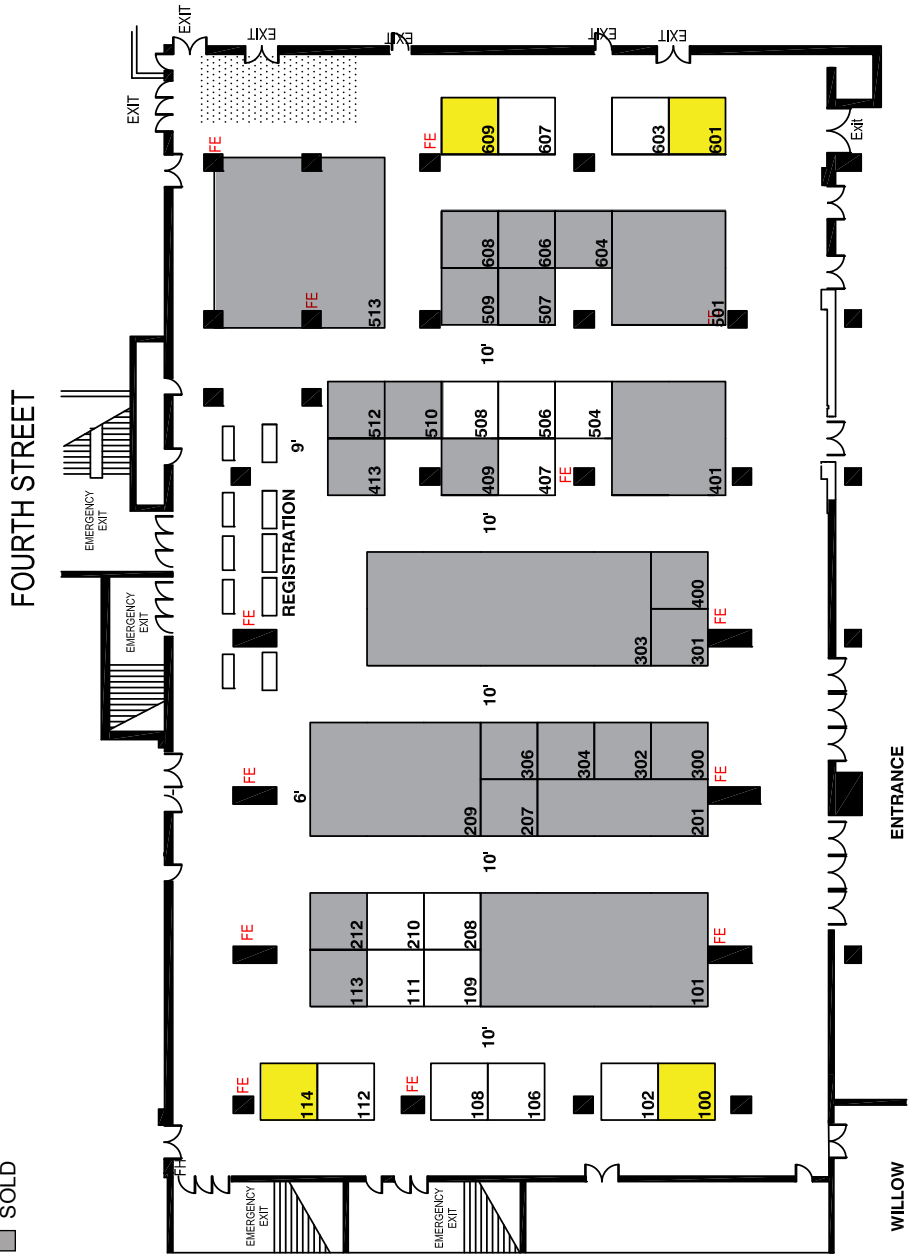 SOLD
FOURTH STREET
EXIT
EXIT
EXIT
EXIT
EXIT
EXIT
Exit
EMERGENCY
EXIT
EMERGENCY
EXIT
EMERGENCY
EXIT
EMERGENCY
EXIT
FE
FE
609
607
603
601
513
FE
608
606
604
509
507
501
FE
10'
512
510
508
506
504
413
409
407
401
FE
9'
REGISTRATION
10'
FE
303
400
301
FE
10'
FE
6'
209
306
304
302
300
207
201
FE
10'
FE
212
210
208
113
111
109
101
FE
10'
FE
114
112
FE
108
106
102
100
FH
ENTRANCE
WILLOW